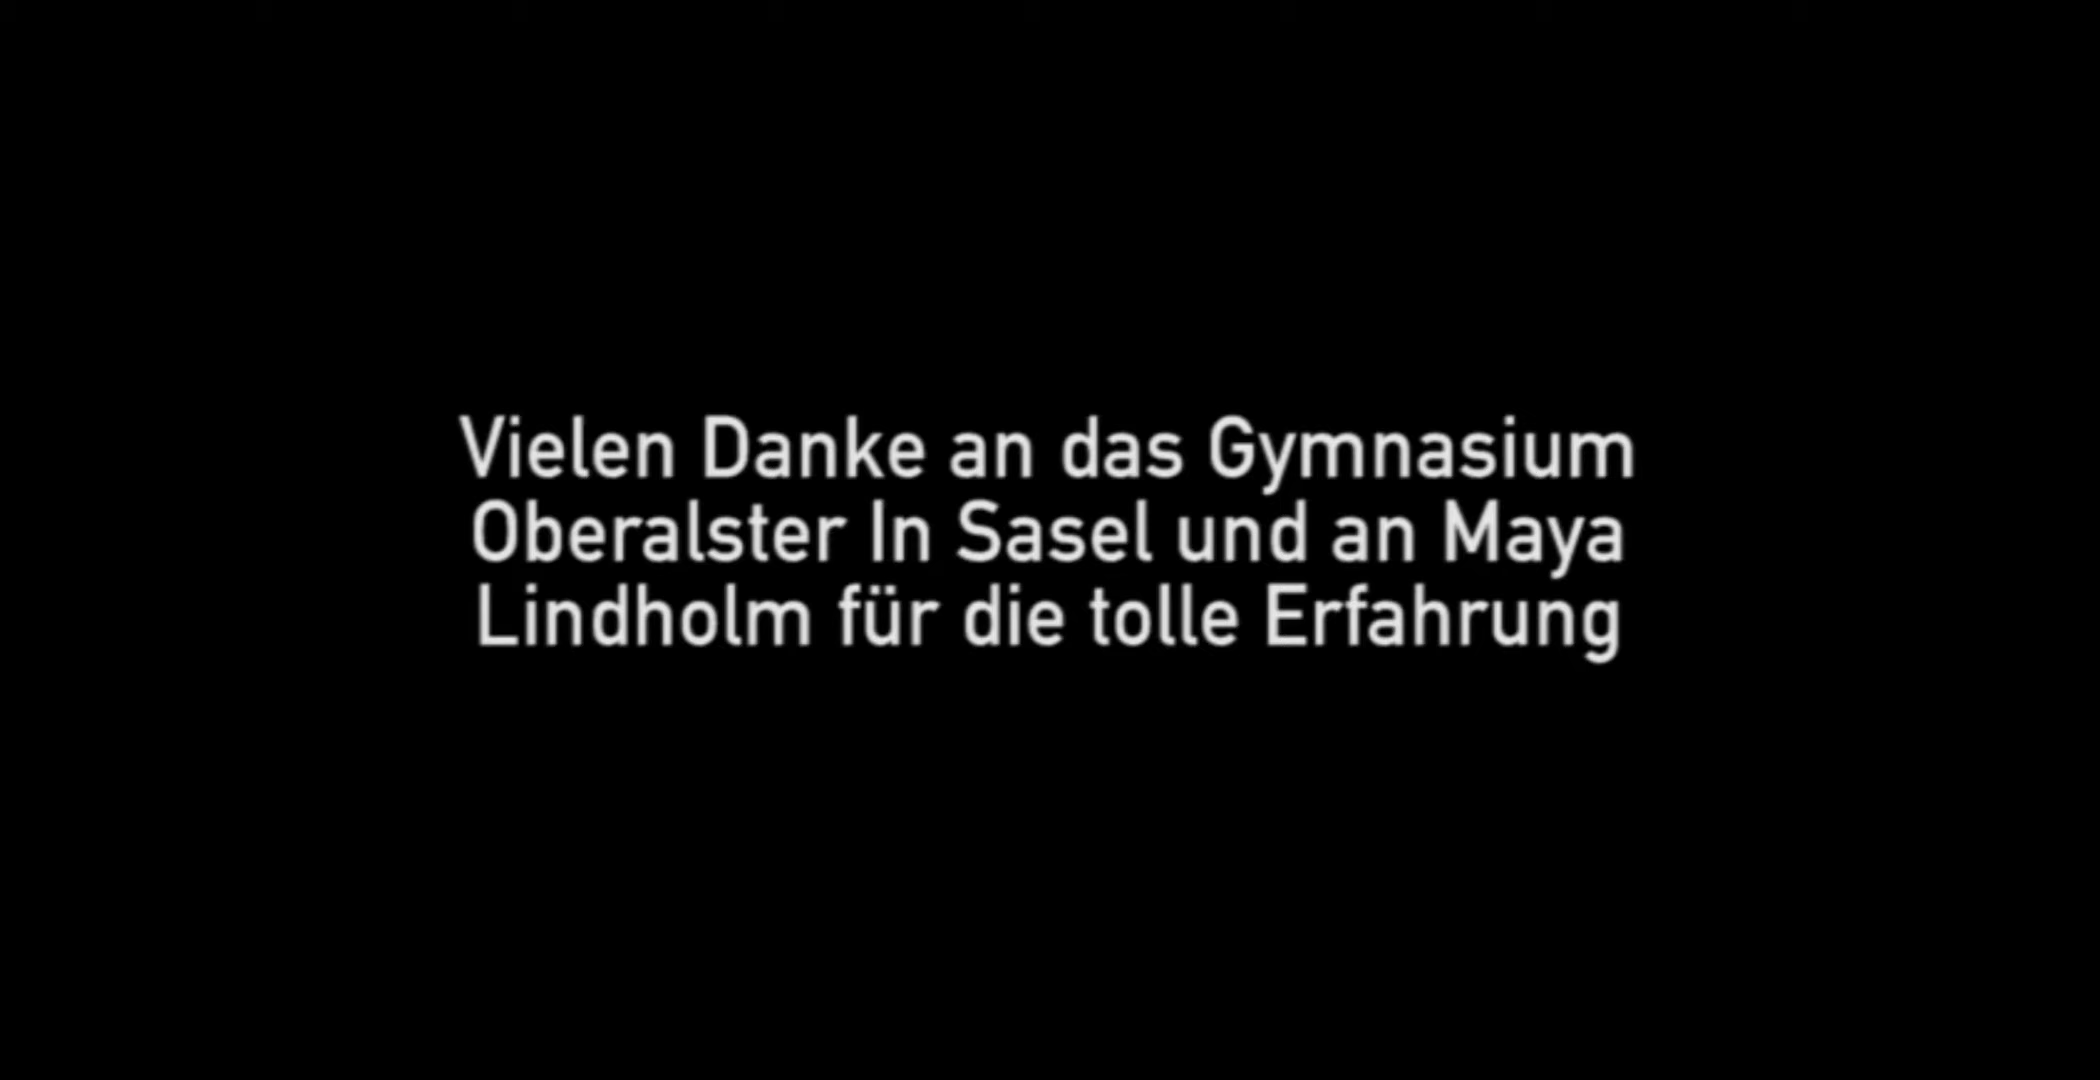 Vielen Danke an das Gymnasium
Oberalster In Sasel und an Maya
Lindholm für die tolle Erfahrung